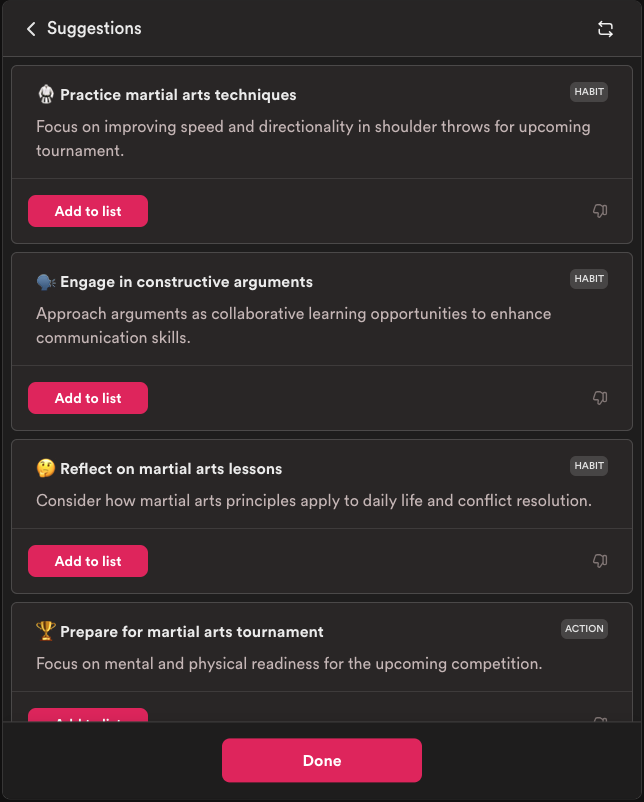 Suggestions
Practice martial arts techniques
HABIT
Focus on improving speed and directionality in shoulder throws for upcoming
tournament.
Add to list
Engage in constructive arguments
HABIT
Approach arguments as collaborative learning opportunities to enhance
communication skills.
Add to list
Reflect on martial arts lessons
HABIT
Consider how martial arts principles apply to daily life and conflict resolution.
Add to list
Prepare for martial arts tournament
ACTION
Focus on mental and physical readiness for the upcoming competition.
Add to list
Done